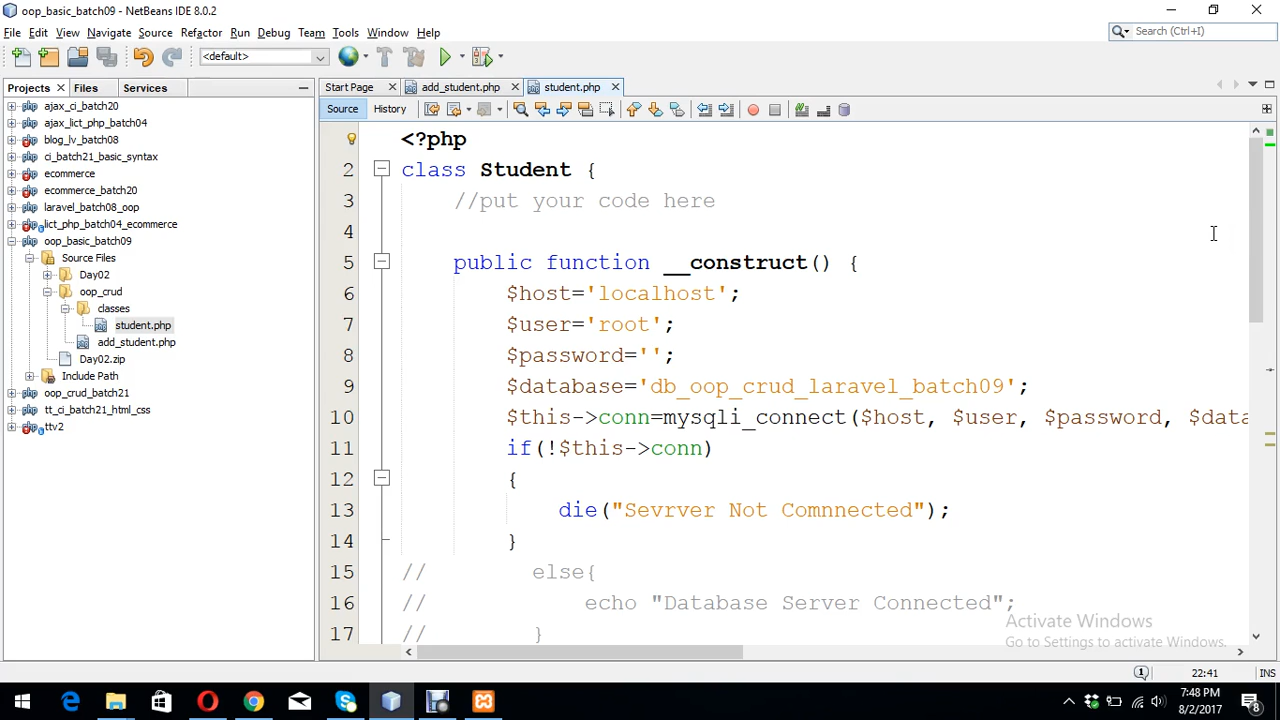 oop_basic_batch09 - NetBeans IDE 8.0.2
File Edit View Navigate Source Refactor Run Debug Team Tools Window Help
Search (Ctrl+I)
<default>
Projects Files Services
Start Page add_student.php student.php
Source History
ajax_ci_batch20
ajax_lict_php_batch04
blog_lv_batch08
ci_batch21_basic_syntax
ecommerce
ecommerce_batch20
laravel_batch08_oop
lict_php_batch04_ecommerce
oop_basic_batch09
Source Files
Day02
oop_crud
classes
student.php
add_student.php
Day02.zip
Include Path
oop_crud_batch21
tt_ci_batch21_html_css
ttv2
<?php
2 class Student {
3 //put your code here
4
5 public function __construct() {
6 $host='localhost';
7 $user='root';
8 $password='';
9 $database='db_oop_crud_laravel_batch09';
10 $this->conn=mysqli_connect($host, $user, $password, $data
11 if(!$this->conn)
12 {
13 die("Sevrver Not Comnnected");
14 }
15 // else{
16 // echo "Database Server Connected";
17 // }
Activate Windows
Go to Settings to activate Windows.
1 22:41 INS
7:48 PM
8/2/2017
8